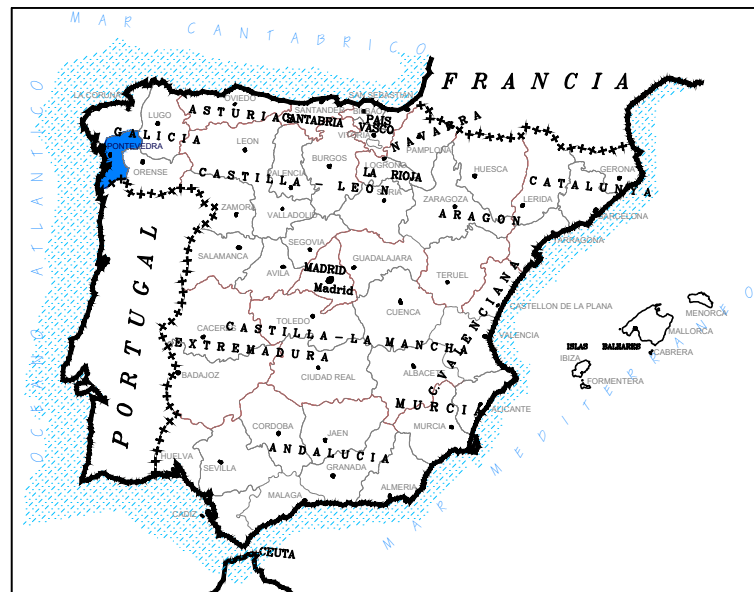 MAR CANTABRICO
FRANCIA
LA CORUÑA
OVIEDO
SANTANDER
SAN SEBASTIAN
BILBAO
LUGO
ASTURIAS
CANTABRIA
PAIS
VASCO
NAVARRA
GALICIA
VITORIA
PONTEVEDRA
LEON
PAMPLONA
ORENSE
BURGOS
LOGROÑO
LA RIOJA
HUESCA
GERONA
CATALUNYA
CASTILLA - LEÓN
PALENCIA
SORIA
ZARAGOZA
LERIDA
BARCELONA
ZAMORA
VALLADOLID
ARAGON
TARRAGONA
SALAMANCA
SEGOVIA
GUADALAJARA
AVILA
MADRID
Madrid
TERUEL
CUENCA
CASTELLON DE LA PLANA
MENORCA
OCEANO ATLANTICO
PORTUGAL
TOLEDO
CACERES
CASTILLA-LA MANCHA
C.VALENCIANA
VALENCIA
MALLORCA
ISLAS BALEARES
CABRERA
IBIZA
EXTREMADURA
BADAJOZ
CIUDAD REAL
ALBACETE
FORMENTERA
MURCIA
ALICANTE
CORDOBA
JAEN
MURCIA
ANDALUCIA
HUELVA
SEVILLA
GRANADA
ALMERIA
MALAGA
CADIZ
MAR MEDITERRANEO
CEUTA